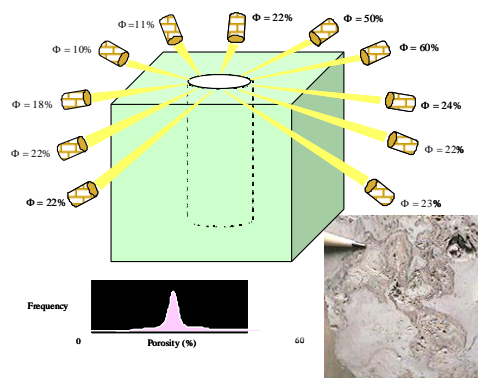 Φ=11%
Φ = 22%
Φ = 50%
Φ = 10%
Φ = 60%
Φ = 18%
Φ = 24%
Φ = 22%
Φ = 22%
Φ = 22%
Φ = 23%
Frequency
0
Porosity (%)
60